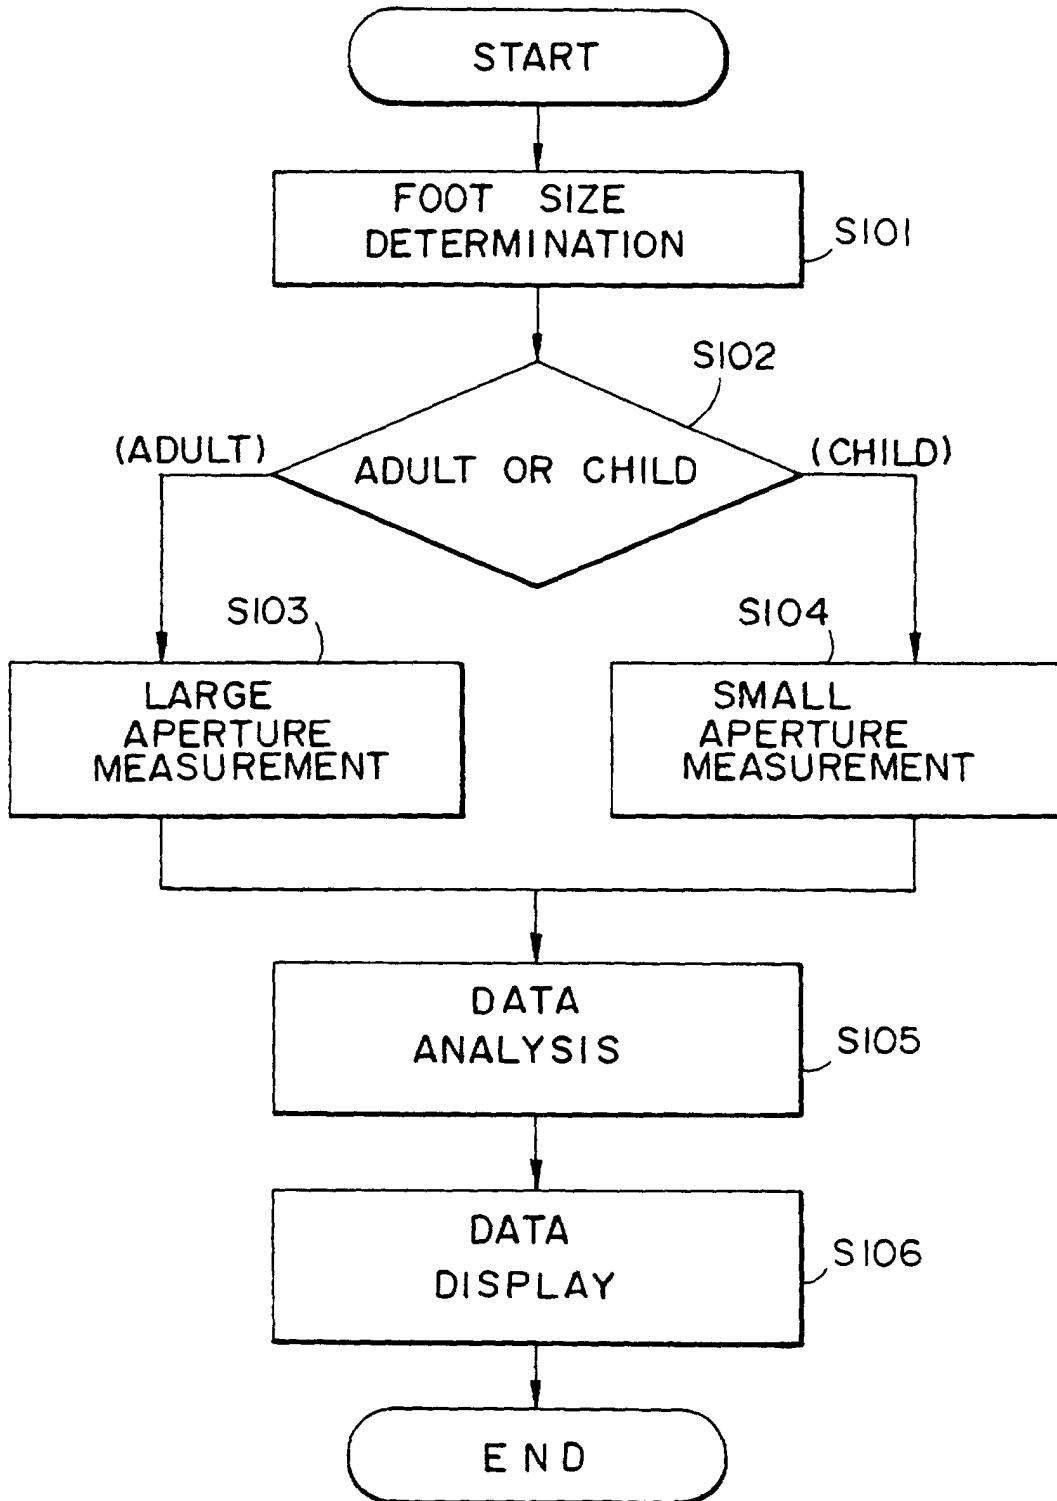 START
FOOT SIZE
DETERMINATION
S101
S102
(ADULT)
ADULT OR CHILD
(CHILD)
S103
LARGE
APERTURE
MEASUREMENT
S104
SMALL
APERTURE
MEASUREMENT
DATA
ANALYSIS
S105
DATA
DISPLAY
S106
END